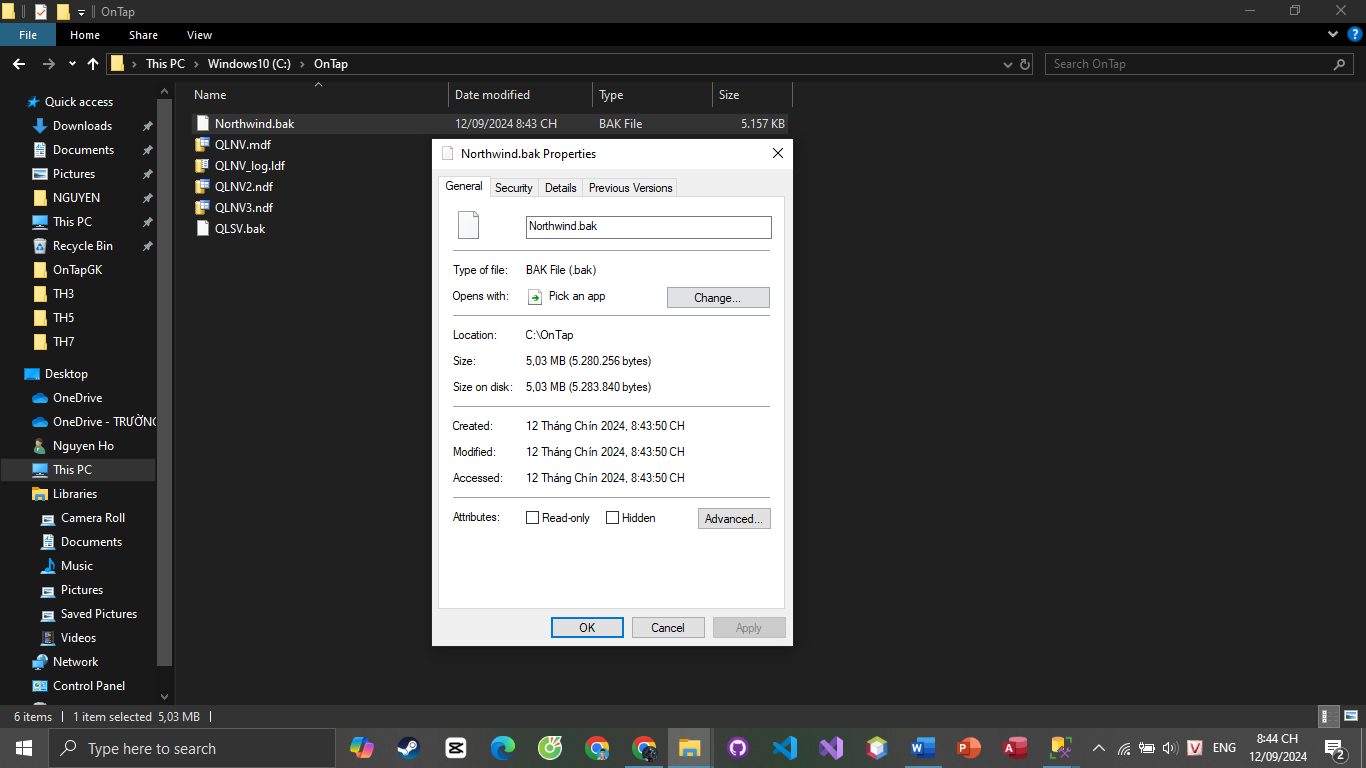 OnTap
File Home Share View
This PC Windows10 (C:) OnTap Search OnTap
Name Date modified Type Size
Northwind.bak 12/09/2024 8:43 CH BAK File 5.157 KB
QLNV.mdf
QLNV_log.ldf
QLNV2.ndf
QLNV3.ndf
QLSV.bak
Quick access
Downloads
Documents
Pictures
NGUYEN
This PC
Recycle Bin
OnTapGK
TH3
TH5
TH7
Desktop
OneDrive
OneDrive - TRƯỜNG
Nguyen Ho
This PC
Libraries
Camera Roll
Documents
Music
Pictures
Saved Pictures
Videos
Network
Control Panel
Northwind.bak Properties
General Security Details Previous Versions
Northwind.bak
Type of file: BAK File (.bak)
Opens with: Pick an app Change...
Location: C:\OnTap
Size: 5,03 MB (5.280.256 bytes)
Size on disk: 5,03 MB (5.283.840 bytes)
Created: 12 Tháng Chín 2024, 8:43:50 CH
Modified: 12 Tháng Chín 2024, 8:43:50 CH
Accessed: 12 Tháng Chín 2024, 8:43:50 CH
Attributes: Read-only Hidden Advanced...
OK Cancel Apply
6 items 1 item selected 5,03 MB
Type here to search
ENG
8:44 CH
12/09/2024
2